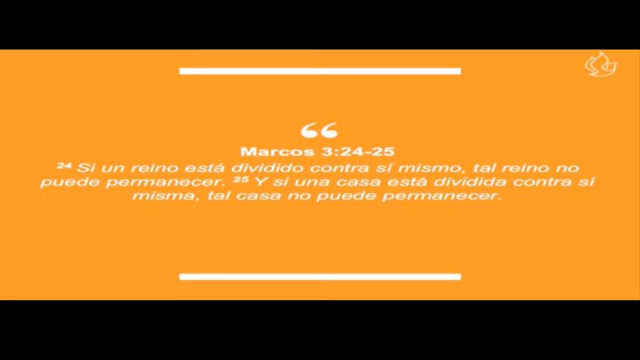 “
Marcos 3:24-25
24 Si un reino está dividido contra sí mismo, tal reino no
puede permanecer. 25 Y si una casa está dividida contra sí
misma, tal casa no puede permanecer.